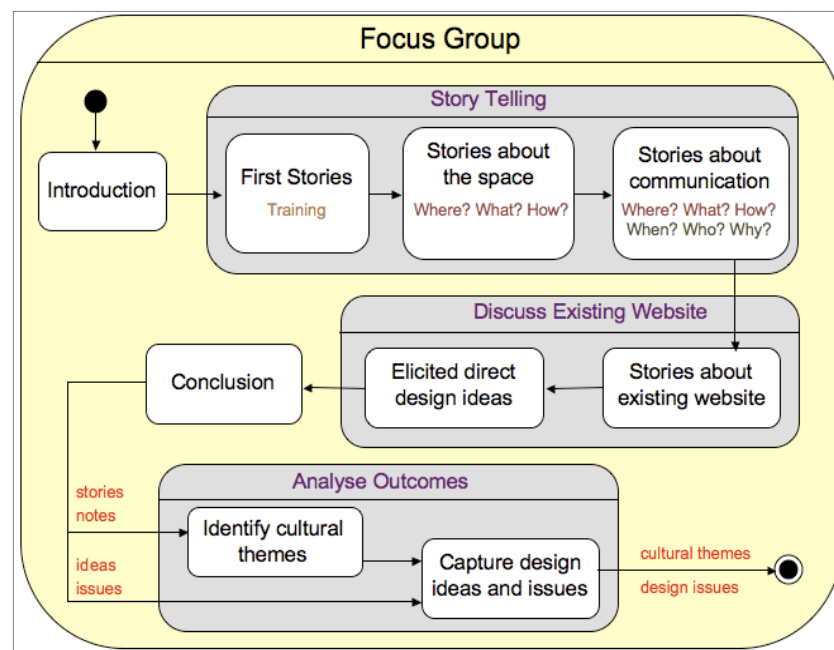 Focus Group
Story Telling
Introduction
First Stories
Training
Stories about
the space
Where? What? How?
Stories about
communication
Where? What? How?
When? Who? Why?
Discuss Existing Website
Stories about
existing website
Elicited direct
design ideas
Conclusion
stories
notes
ideas
issues
Analyse Outcomes
Identify cultural
themes
Capture design
ideas and issues
cultural themes
design issues